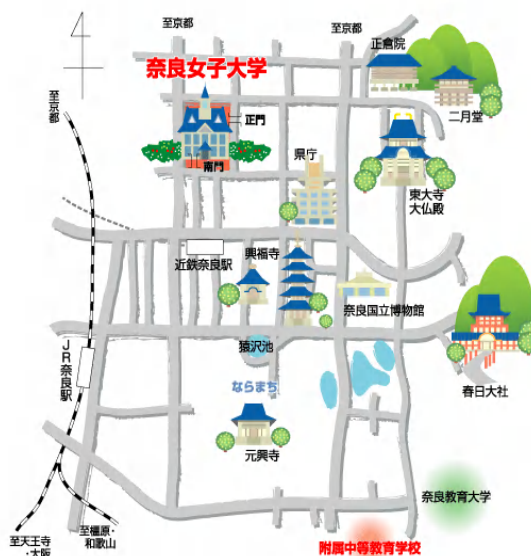 至京都
至京都
正倉院
奈良女子大学
至京都
正門
二月堂
南門
県庁
東大寺
大仏殿
近鉄奈良駅
興福寺
奈良国立博物館
猿沢池
JR奈良駅
ならまち
春日大社
元興寺
奈良教育大学
至天王寺
・大阪
至橿原・
和歌山
附属中等教育学校